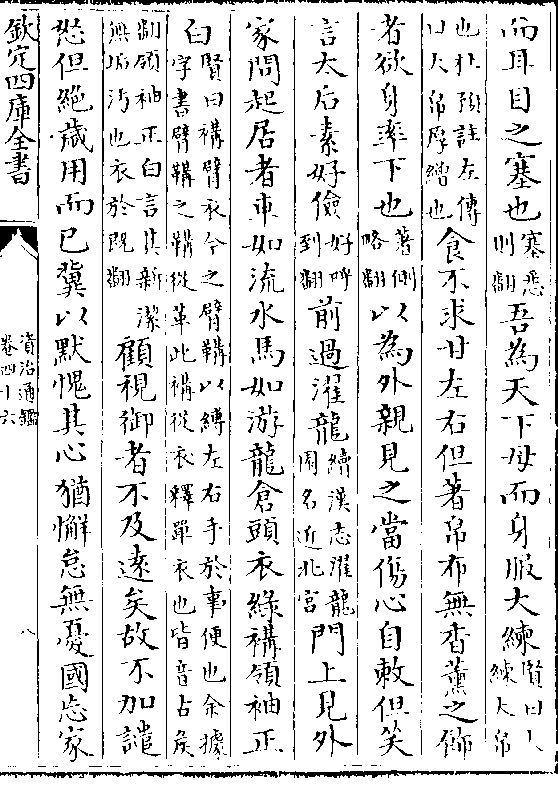 而耳目之塞也塞悉則翻吾為天下母而身服大練賢曰大練大帛
也杜預註左傳曰大帛厚繒也食不求甘左右但著帛布無香薰之飾
者欲身率下也著側略翻以為外親見之當傷心自敕但笑
言太后素好儉好呼到翻前過濯龍續漢志濯龍園名近北宮門上見外
家問起居者車如流水馬如游龍倉頭衣綠褠領袖正
白賢曰褠臂衣今之臂鞲以縛左右手於事便也余據字書臂鞲之鞲從革此褠從衣釋單衣也皆音古侯
翻領袖正白言其新潔無垢汚也衣於既翻顧視御者不及遠矣故不加譴
怒但絕歲用而已冀以默愧其心猶懈怠無憂國忘家
欽定四庫全書
資治通鑑
卷四十六
八